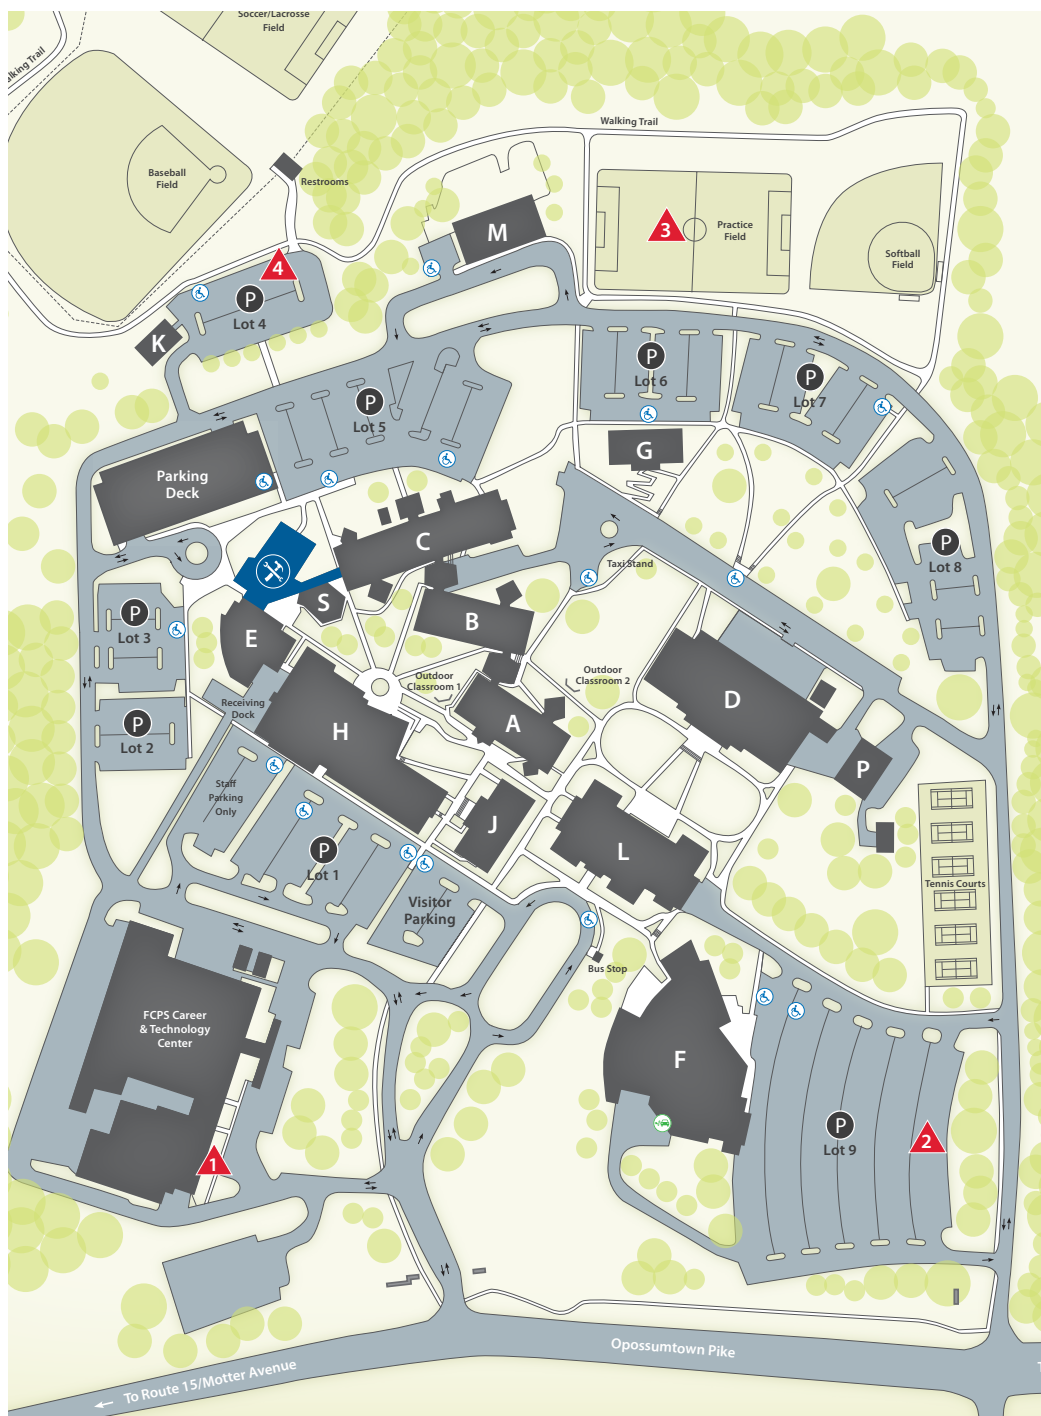 Soccer/Lacrosse
Field
Walking Trail
Walking Trail
Baseball
Field
Restrooms
M
3
Practice
Field
Softball
Field
4
P
Lot 4
K
P
Lot 5
P
Lot 6
P
Lot 7
G
Parking
Deck
C
Taxi Stand
P
Lot 8
S
B
E
P
Lot 3
Outdoor
Classroom 1
Outdoor
Classroom 2
Receiving
Dock
D
A
H
P
Lot 2
P
Staff
Parking
Only
J
L
P
Lot 1
Tennis Courts
Visitor
Parking
Bus Stop
FCPS Career
& Technology
Center
F
P
Lot 9
2
1
Opossumtown Pike
To Route 15/Motter Avenue